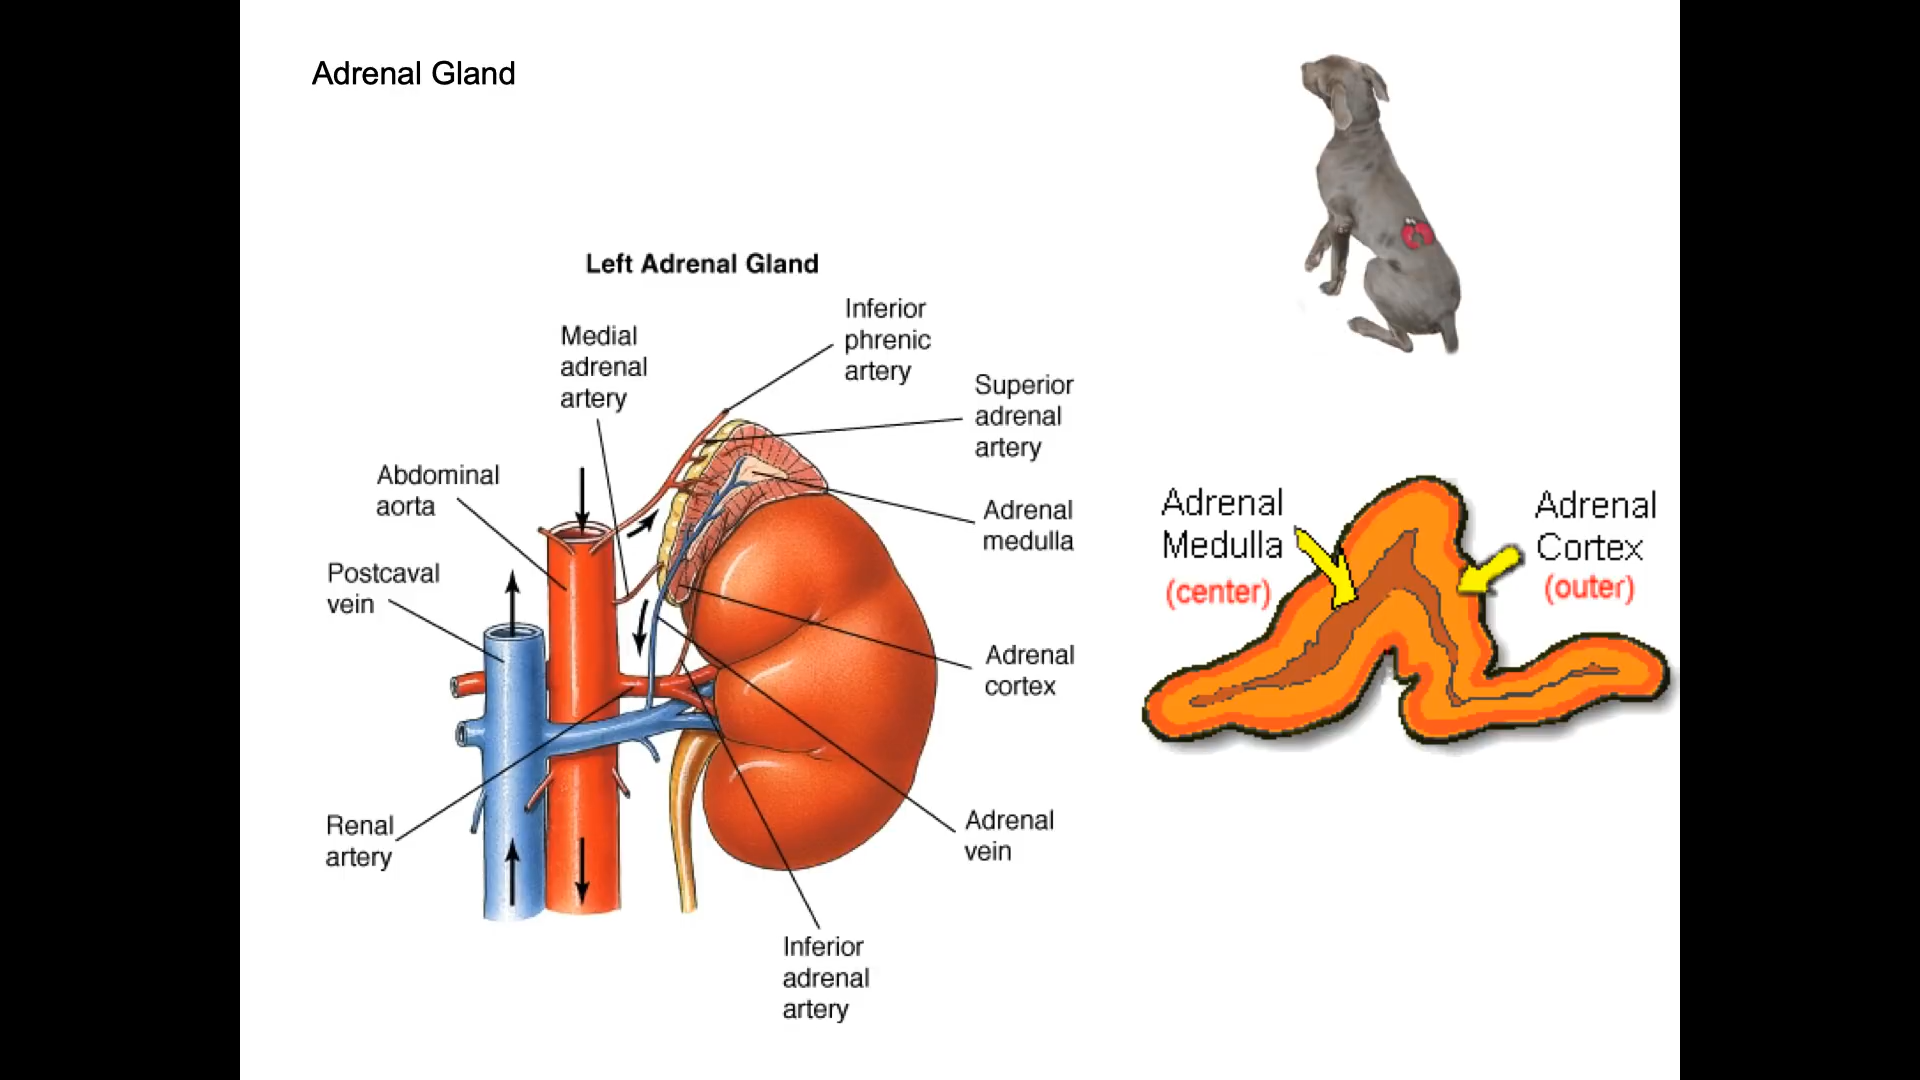 Adrenal Gland
Left Adrenal Gland
Inferior
phrenic
artery
Medial
adrenal
artery
Superior
adrenal
artery
Abdominal
aorta
Adrenal
medulla
Postcaval
vein
Adrenal
cortex
Renal
artery
Adrenal
vein
Inferior
adrenal
artery
Adrenal
Medulla
(center)
Adrenal
Cortex
(outer)